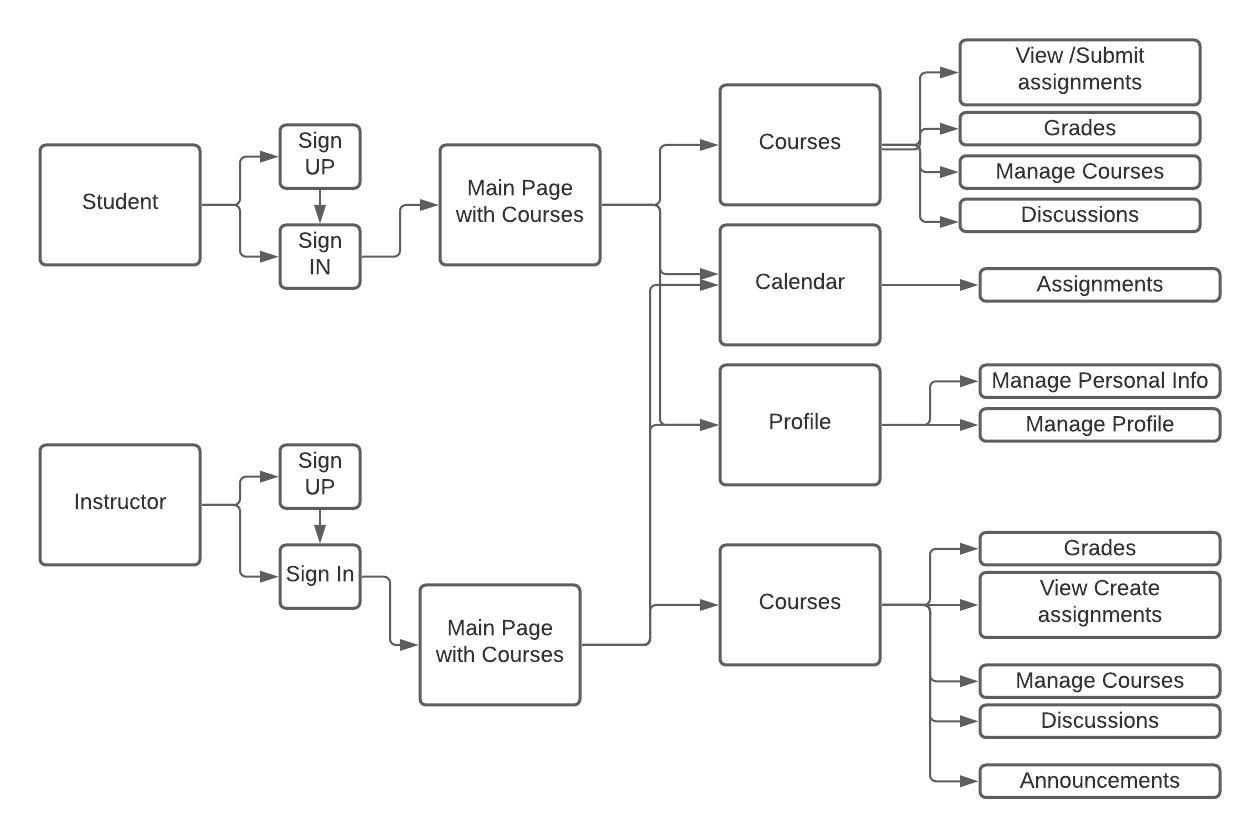 Student
Sign
UP
Sign
IN
Main Page
with Courses
Courses
View /Submit
assignments
Grades
Manage Courses
Discussions
Calendar
Assignments
Profile
Manage Personal Info
Manage Profile
Instructor
Sign
UP
Sign In
Main Page
with Courses
Courses
Grades
View Create
assignments
Manage Courses
Discussions
Announcements